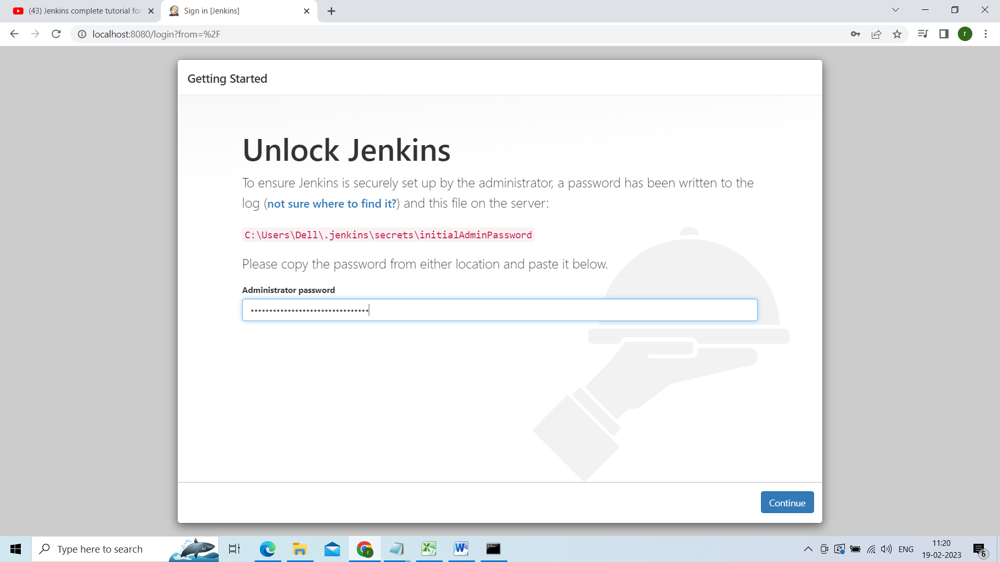 (43) Jenkins complete tutorial for
Sign in [Jenkins]
localhost:8080/login?from=%2F
r
Getting Started
Unlock Jenkins
To ensure Jenkins is securely set up by the administrator, a password has been written to the
log (not sure where to find it?) and this file on the server:
C:\Users\Dell\.jenkins\secrets\initialAdminPassword
Please copy the password from either location and paste it below.
Administrator password
Continue
Type here to search
r
ENG
11:20
19-02-2023
6